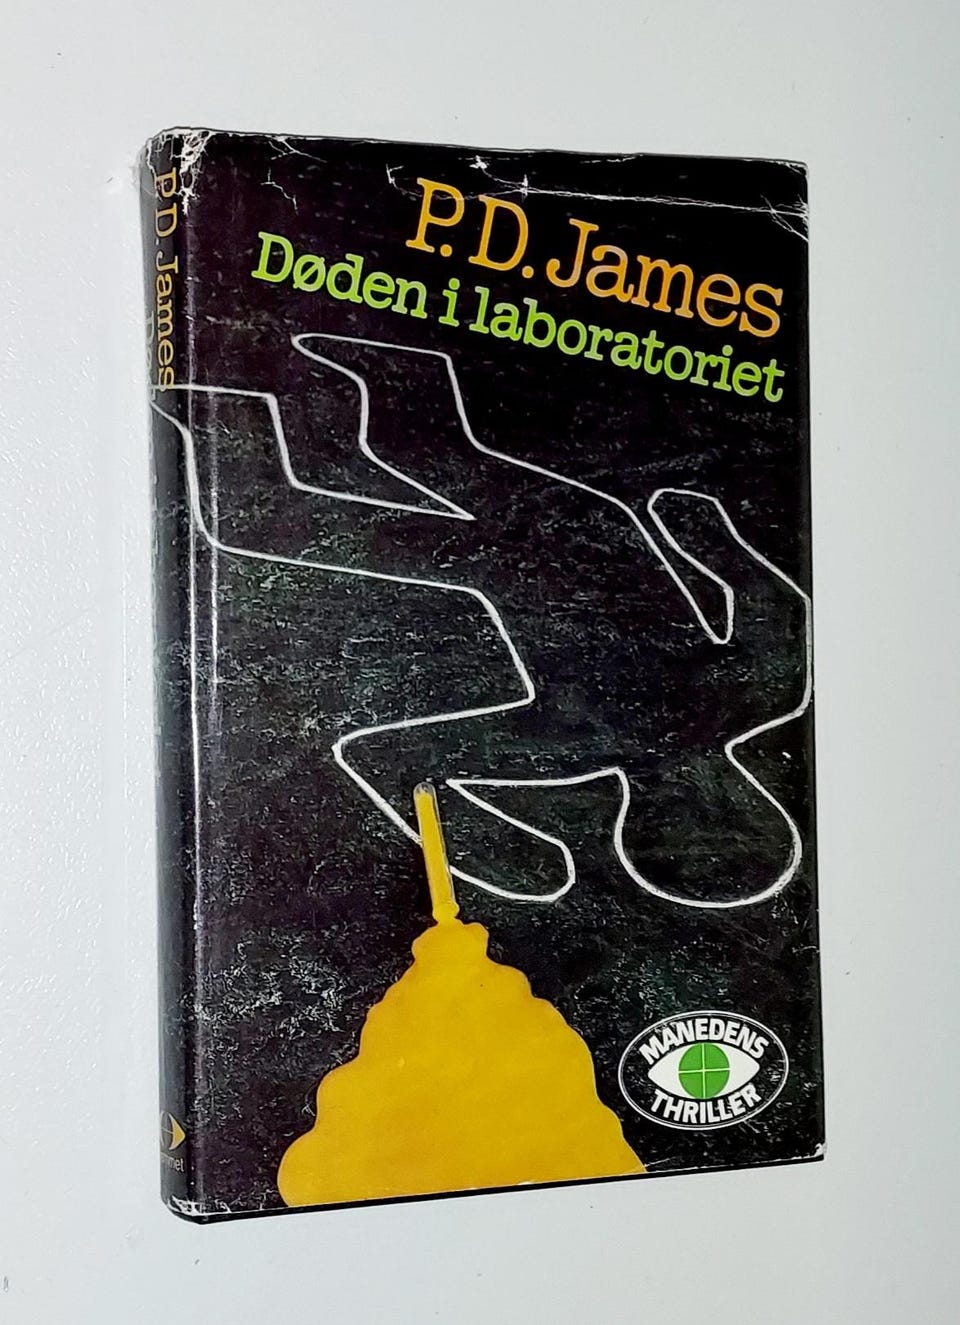 P.D. James
Døden i laboratoriet
MÅNEDENS
THRILLER
P.D. James